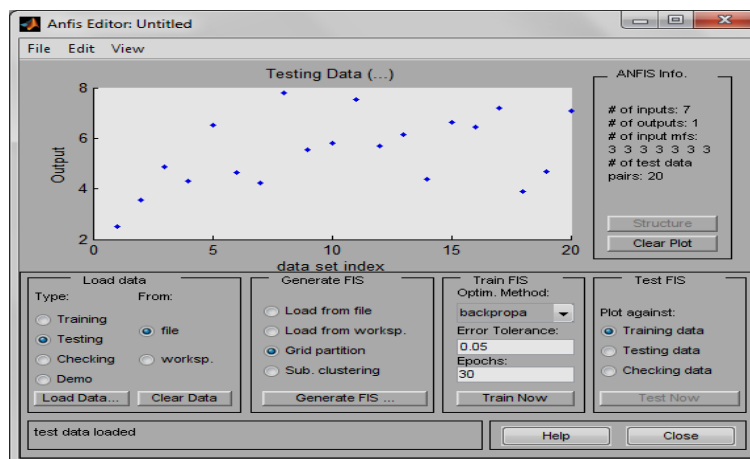 Anfis Editor: Untitled
File Edit View
Testing Data (...)
8
6
4
2
Output
0 5 10 15 20
data set index
ANFIS Info.
# of inputs: 7
# of outputs: 1
# of input mfs:
3 3 3 3 3 3 3
# of test data
pairs: 20
Structure
Clear Plot
Load data
Type: From:
Training
Testing
Checking
Demo
file
worksp.
Load Data... Clear Data
Generate FIS
Load from file
Load from worksp.
Grid partition
Sub. clustering
Generate FIS ...
Train FIS
Optim. Method:
backpropa
Error Tolerance:
0.05
Epochs:
30
Train Now
Test FIS
Plot against:
Training data
Testing data
Checking data
Test Now
test data loaded
Help Close